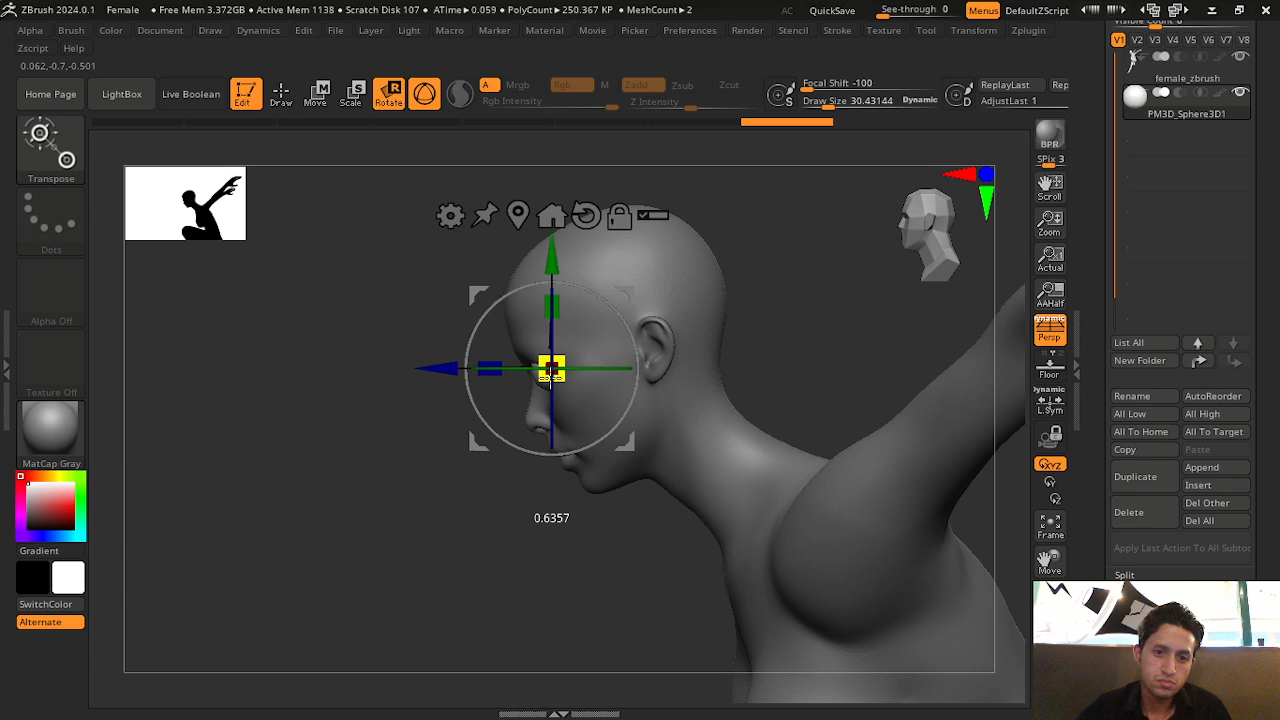 ZBrush 2024.0.1 Female • Free Mem 3.372GB • Active Mem 1138 • Scratch Disk 107 • ATime▸0.059 • PolyCount▸250.367 KP • MeshCount▸2 AC QuickSave See-through 0 Menus DefaultZScript
Alpha Brush Color Document Draw Dynamics Edit File Layer Light Macro Marker Material Movie Picker Preferences Render Stencil Stroke Texture Tool Transform Zplugin
Zscript Help
0.062,-0.7,-0.501
V1 V2 V3 V4 V5 V6 V7 V8
female_zbrush
PM3D_Sphere3D1
Home Page LightBox Live Boolean Edit Draw Move Scale Rotate
A Mrgb Rgb M Zadd Zsub Zcut
Rgb Intensity Z Intensity
S Focal Shift -100
Draw Size 30.43144 Dynamic
D ReplayLast Rep
AdjustLast 1
Transpose
Dots
Alpha Off
Texture Off
MatCap Gray
Gradient
SwitchColor
Alternate
0.6357
BPR
SPix 3
Scroll
Zoom
Actual
AAHalf
Dynamic
Persp
Floor
Dynamic
L.Sym
XYZ
Y
Z
Frame
Move
List All
New Folder
Rename AutoReorder
All Low All High
All To Home All To Target
Copy Paste
Duplicate Append
Insert
Delete Del Other
Del All
Apply Last Action To All Subtoo
Split